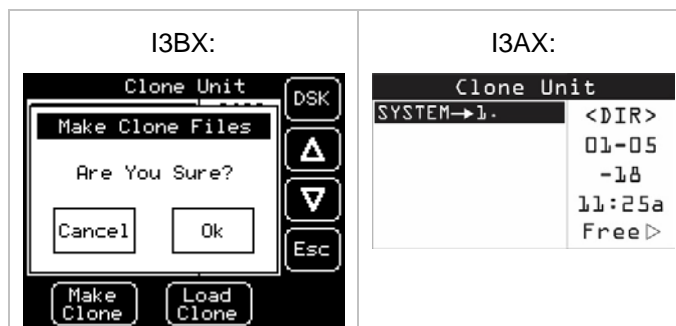 I3BX:
Clone Unit
DSK
Make Clone Files
Are You Sure?
Cancel
Ok
Esc
Make
Clone
Load
Clone
I3AX:
Clone Unit
SYSTEM→1.
<DIR>
01-05
-18
11:25a
Free▷